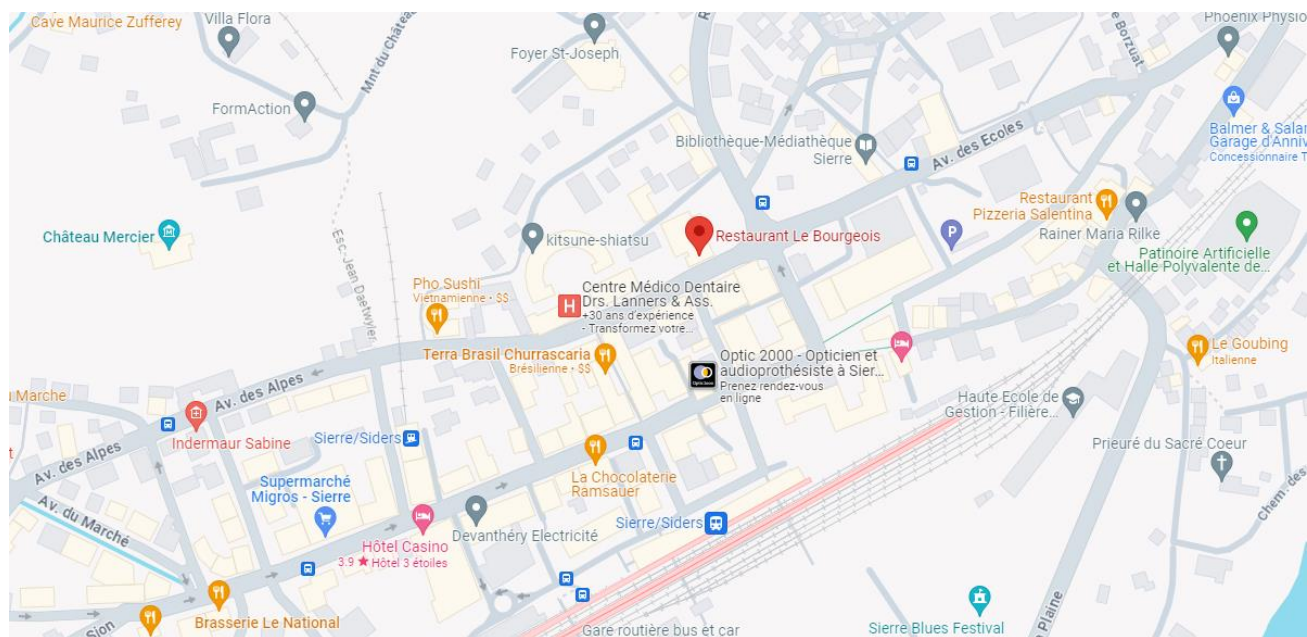 Cave Maurice Zufferey
Villa Flora
Mnt du Château
Foyer St-Joseph
R
e Borzuat
Phoenix Physio
FormAction
Bibliothèque-Médiathèque
Sierre
Av. des Ecoles
Balmer & Salar
Garage d'Anniv
Concessionnaire T
Château Mercier
Esc. Jean Daetwyler
kitsune-shiatsu
Restaurant Le Bourgeois
P
Restaurant
Pizzeria Salentina
Rainer Maria Rilke
Patinoire Artificielle
et Halle Polyvalente de...
Pho Sushi
Vietnamienne • $$
H
Centre Médico Dentaire
Drs. Lanners & Ass.
+30 ans d'expérience
- Transformez votre...
Terra Brasil Churrascaria
Brésilienne • $$
Optic 2000 - Opticien et
audioprothésiste à Sier...
Prenez rendez-vous
en ligne
Le Goubing
Italienne
u Marche
Av. des Alpes
Indermaur Sabine
Sierre/Siders
Haute Ecole de
Gestion - Filière...
Prieuré du Sacré Coeur
t
Av. des Alpes
Supermarché
Migros - Sierre
La Chocolaterie
Ramsauer
Chem. des
Av. du Marché
Hôtel Casino
3.9 ★ Hôtel 3 étoiles
Devanthéry Electricité
Sierre/Siders
Sion
Brasserie Le National
Gare routière bus et car
Sierre Blues Festival
Plaine